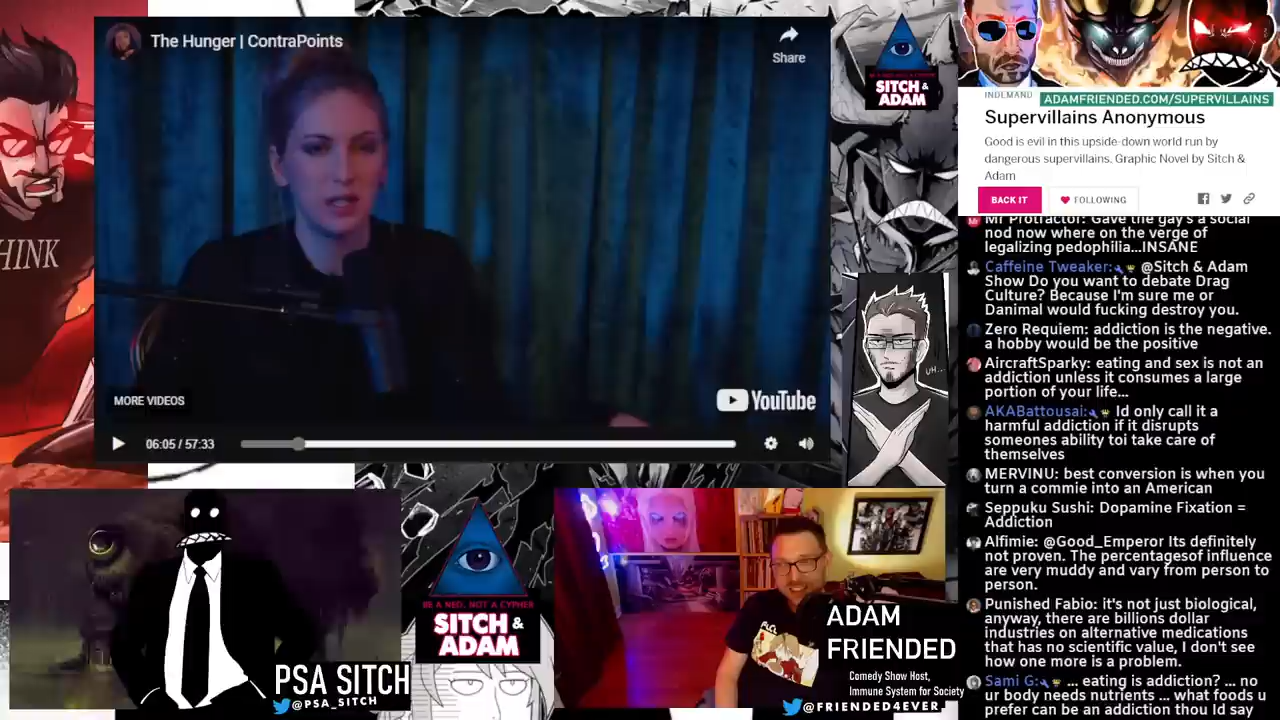 The Hunger | ContraPoints
Share
MORE VIDEOS
YouTube
06:05 / 57:33
HINK
BE A NEO, NOT A CYPHER
SITCH &
ADAM
UH...
INDEMAND
ADAMFRIENDED.COM/SUPERVILLAINS
Supervillains Anonymous
Good is evil in this upside-down world run by
dangerous supervillains. Graphic Novel by Sitch &
Adam
BACK IT
FOLLOWING
Mr Protractor: Gave the gay's a social
nod now where on the verge of
legalizing pedophilia...INSANE
Caffeine Tweaker: @Sitch & Adam
Show Do you want to debate Drag
Culture? Because I'm sure me or
Danimal would fucking destroy you.
Zero Requiem: addiction is the negative.
a hobby would be the positive
AircraftSparky: eating and sex is not an
addiction unless it consumes a large
portion of your life...
AKABattousai: Id only call it a
harmful addiction if it disrupts
someones ability toi take care of
themselves
MERVINU: best conversion is when you
turn a commie into an American
Seppuku Sushi: Dopamine Fixation =
Addiction
Alfimie: @Good_Emperor Its definitely
not proven. The percentagesof influence
are very muddy and vary from person to
person.
Punished Fabio: it's not just biological,
anyway, there are billions dollar
industries on alternative medications
that has no scientific value, I don't see
how one more is a problem.
Sami G: ... eating is addiction? ... no
ur body needs nutr ... ... what foods u
prefer can be an addiction thou Id say
PSA SITCH
@PSA_SITCH
BE A NEO, NOT A CYPHER
SITCH &
ADAM
ADAM
FRIENDED
Comedy Show Host,
Immune System for Society
@FRIENDED4EVER